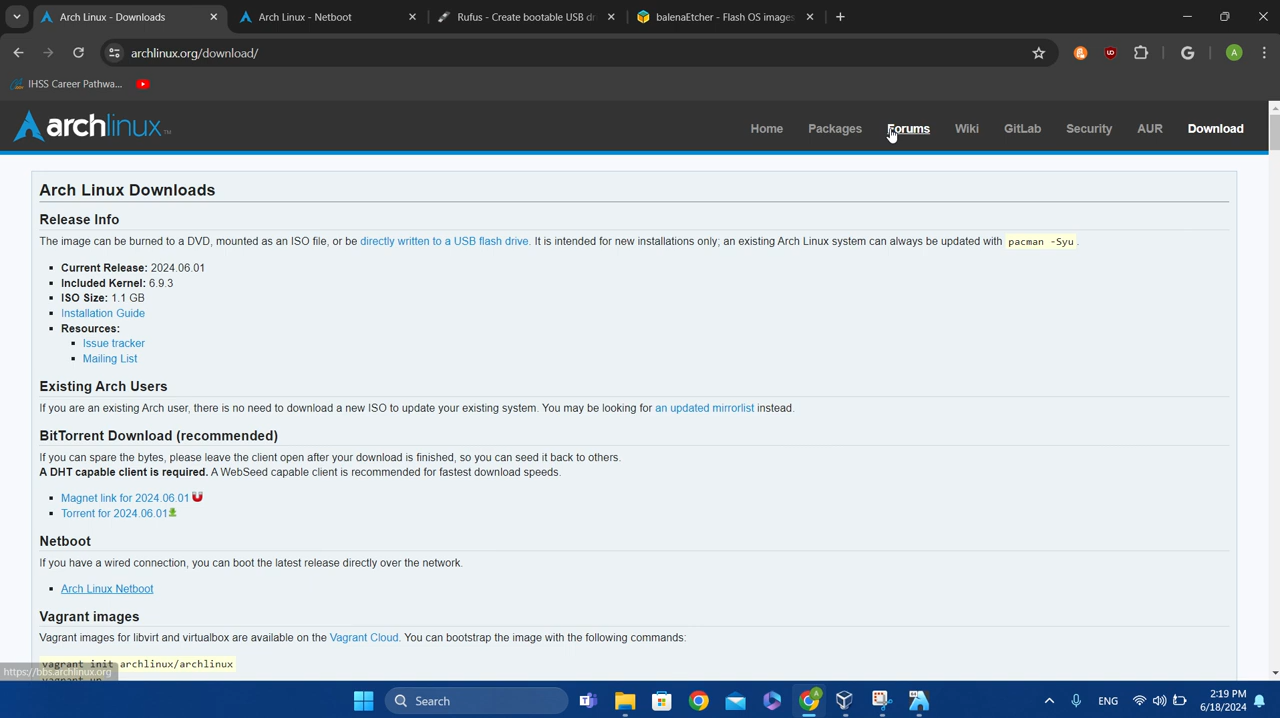 Arch Linux - Downloads
Arch Linux - Netboot
Rufus - Create bootable USB dr
balenaEtcher - Flash OS images
archlinux.org/download/
G
A
IHSS Career Pathwa...
archlinux™
Home Packages Forums Wiki GitLab Security AUR Download
Arch Linux Downloads
Release Info
The image can be burned to a DVD, mounted as an ISO file, or be directly written to a USB flash drive. It is intended for new installations only; an existing Arch Linux system can always be updated with pacman -Syu.
Current Release: 2024.06.01
Included Kernel: 6.9.3
ISO Size: 1.1 GB
Installation Guide
Resources:
Issue tracker
Mailing List
Existing Arch Users
If you are an existing Arch user, there is no need to download a new ISO to update your existing system. You may be looking for an updated mirrorlist instead.
BitTorrent Download (recommended)
If you can spare the bytes, please leave the client open after your download is finished, so you can seed it back to others.
A DHT capable client is required. A WebSeed capable client is recommended for fastest download speeds.
Magnet link for 2024.06.01
Torrent for 2024.06.01
Netboot
If you have a wired connection, you can boot the latest release directly over the network.
Arch Linux Netboot
Vagrant images
Vagrant images for libvirt and virtualbox are available on the Vagrant Cloud. You can bootstrap the image with the following commands:
vagrant init archlinux/archlinux
vagrant up
https://bbs.archlinux.org
Search
ENG
2:19 PM
6/18/2024